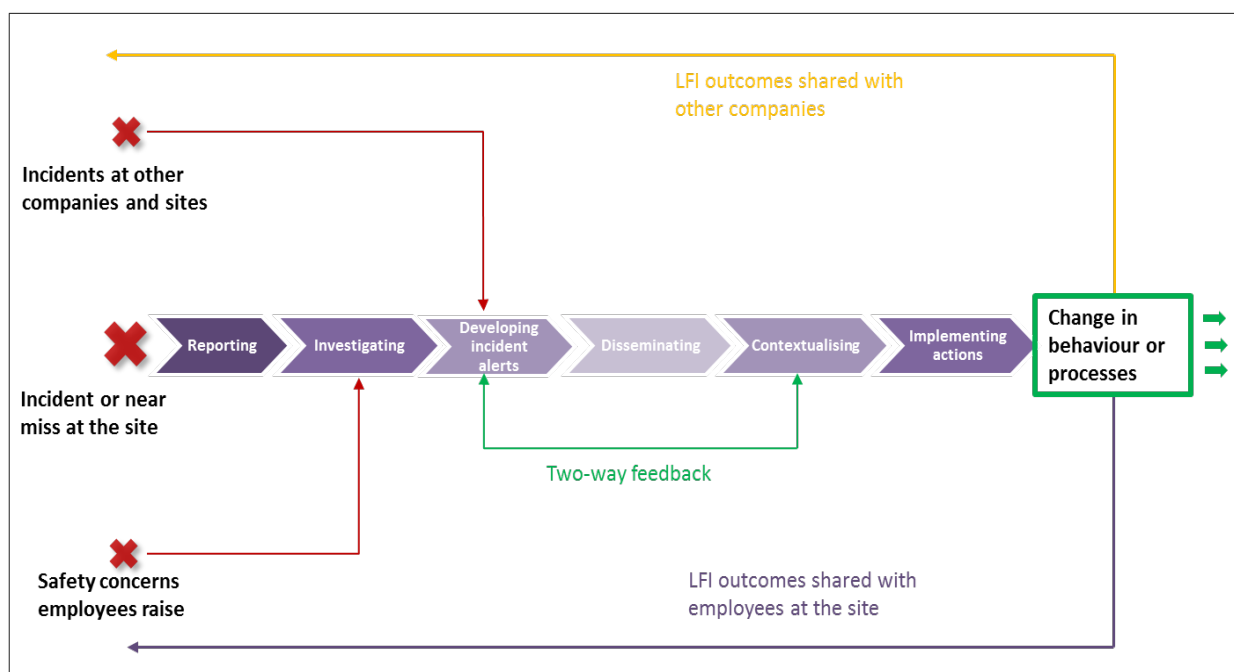 LFI outcomes shared with
other companies
Incidents at other
companies and sites
Reporting
Investigating
Developing
incident
alerts
Disseminating
Contextualising
Implementing
actions
Change in
behaviour or
processes
Incident or near
miss at the site
Two-way feedback
Safety concerns
employees raise
LFI outcomes shared with
employees at the site